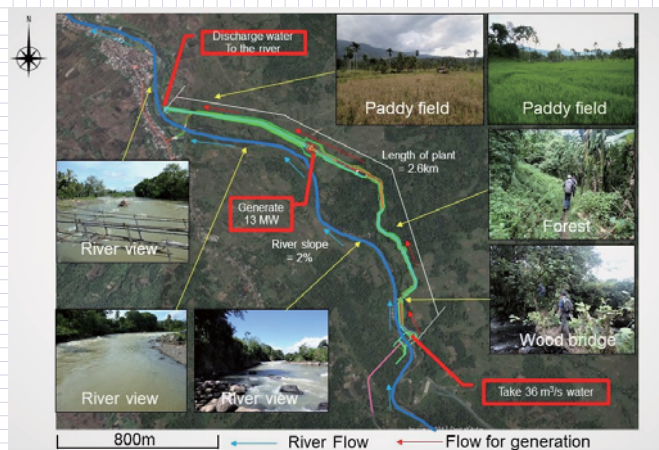 N
Discharge water
To the river
Paddy field
Paddy field
Length of plant
= 2.6km
Generate
13 MW
River view
River slope
= 2%
Forest
Wood bridge
River view
River view
Take 36 m³/s water
800m
River Flow
Flow for generation